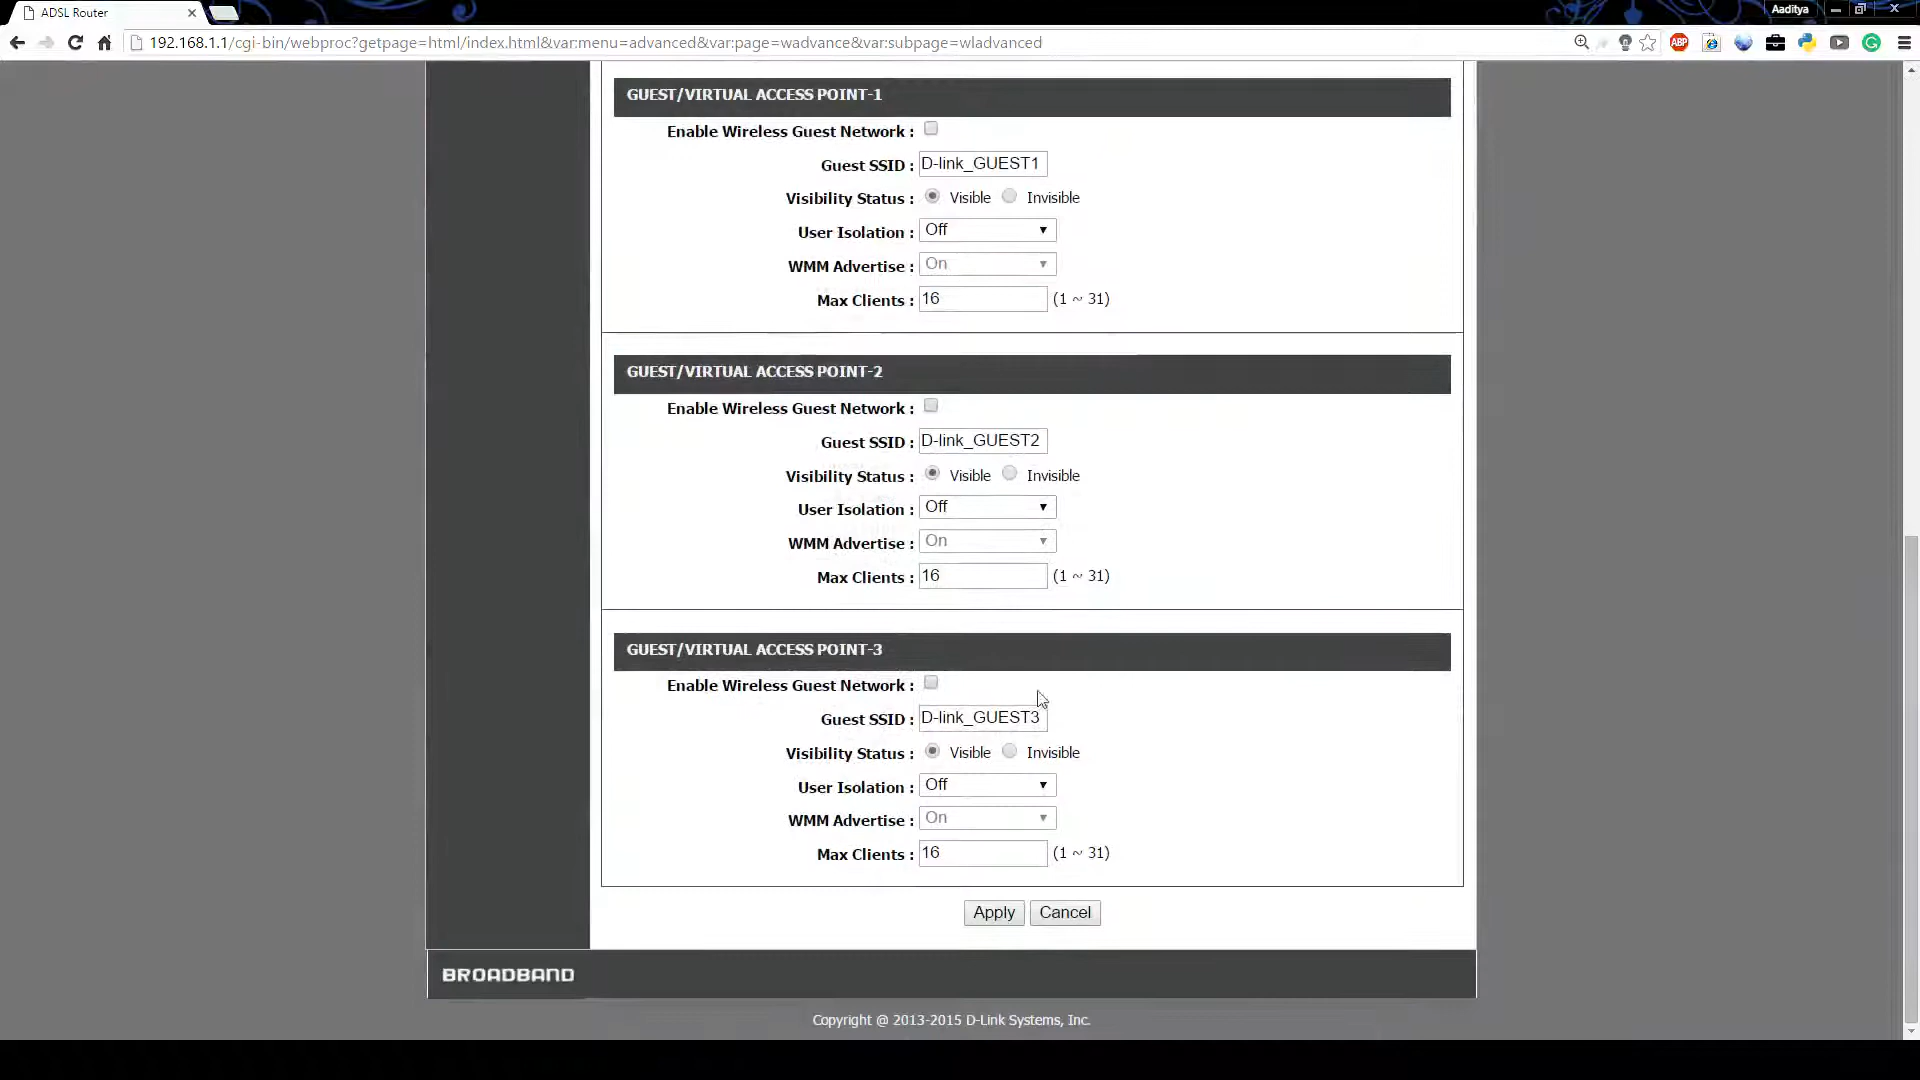 ADSL Router
Aaditya
192.168.1.1/cgi-bin/webproc?getpage=html/index.html&var:menu=advanced&var:page=wadvance&var:subpage=wladvanced
ABP
GUEST/VIRTUAL ACCESS POINT-1
Enable Wireless Guest Network :
Guest SSID : D-link_GUEST1
Visibility Status : Visible Invisible
User Isolation : Off
WMM Advertise : On
Max Clients : 16 (1 ~ 31)
GUEST/VIRTUAL ACCESS POINT-2
Enable Wireless Guest Network :
Guest SSID : D-link_GUEST2
Visibility Status : Visible Invisible
User Isolation : Off
WMM Advertise : On
Max Clients : 16 (1 ~ 31)
GUEST/VIRTUAL ACCESS POINT-3
Enable Wireless Guest Network :
Guest SSID : D-link_GUEST3
Visibility Status : Visible Invisible
User Isolation : Off
WMM Advertise : On
Max Clients : 16 (1 ~ 31)
Apply Cancel
BROADBAND
Copyright @ 2013-2015 D-Link Systems, Inc.